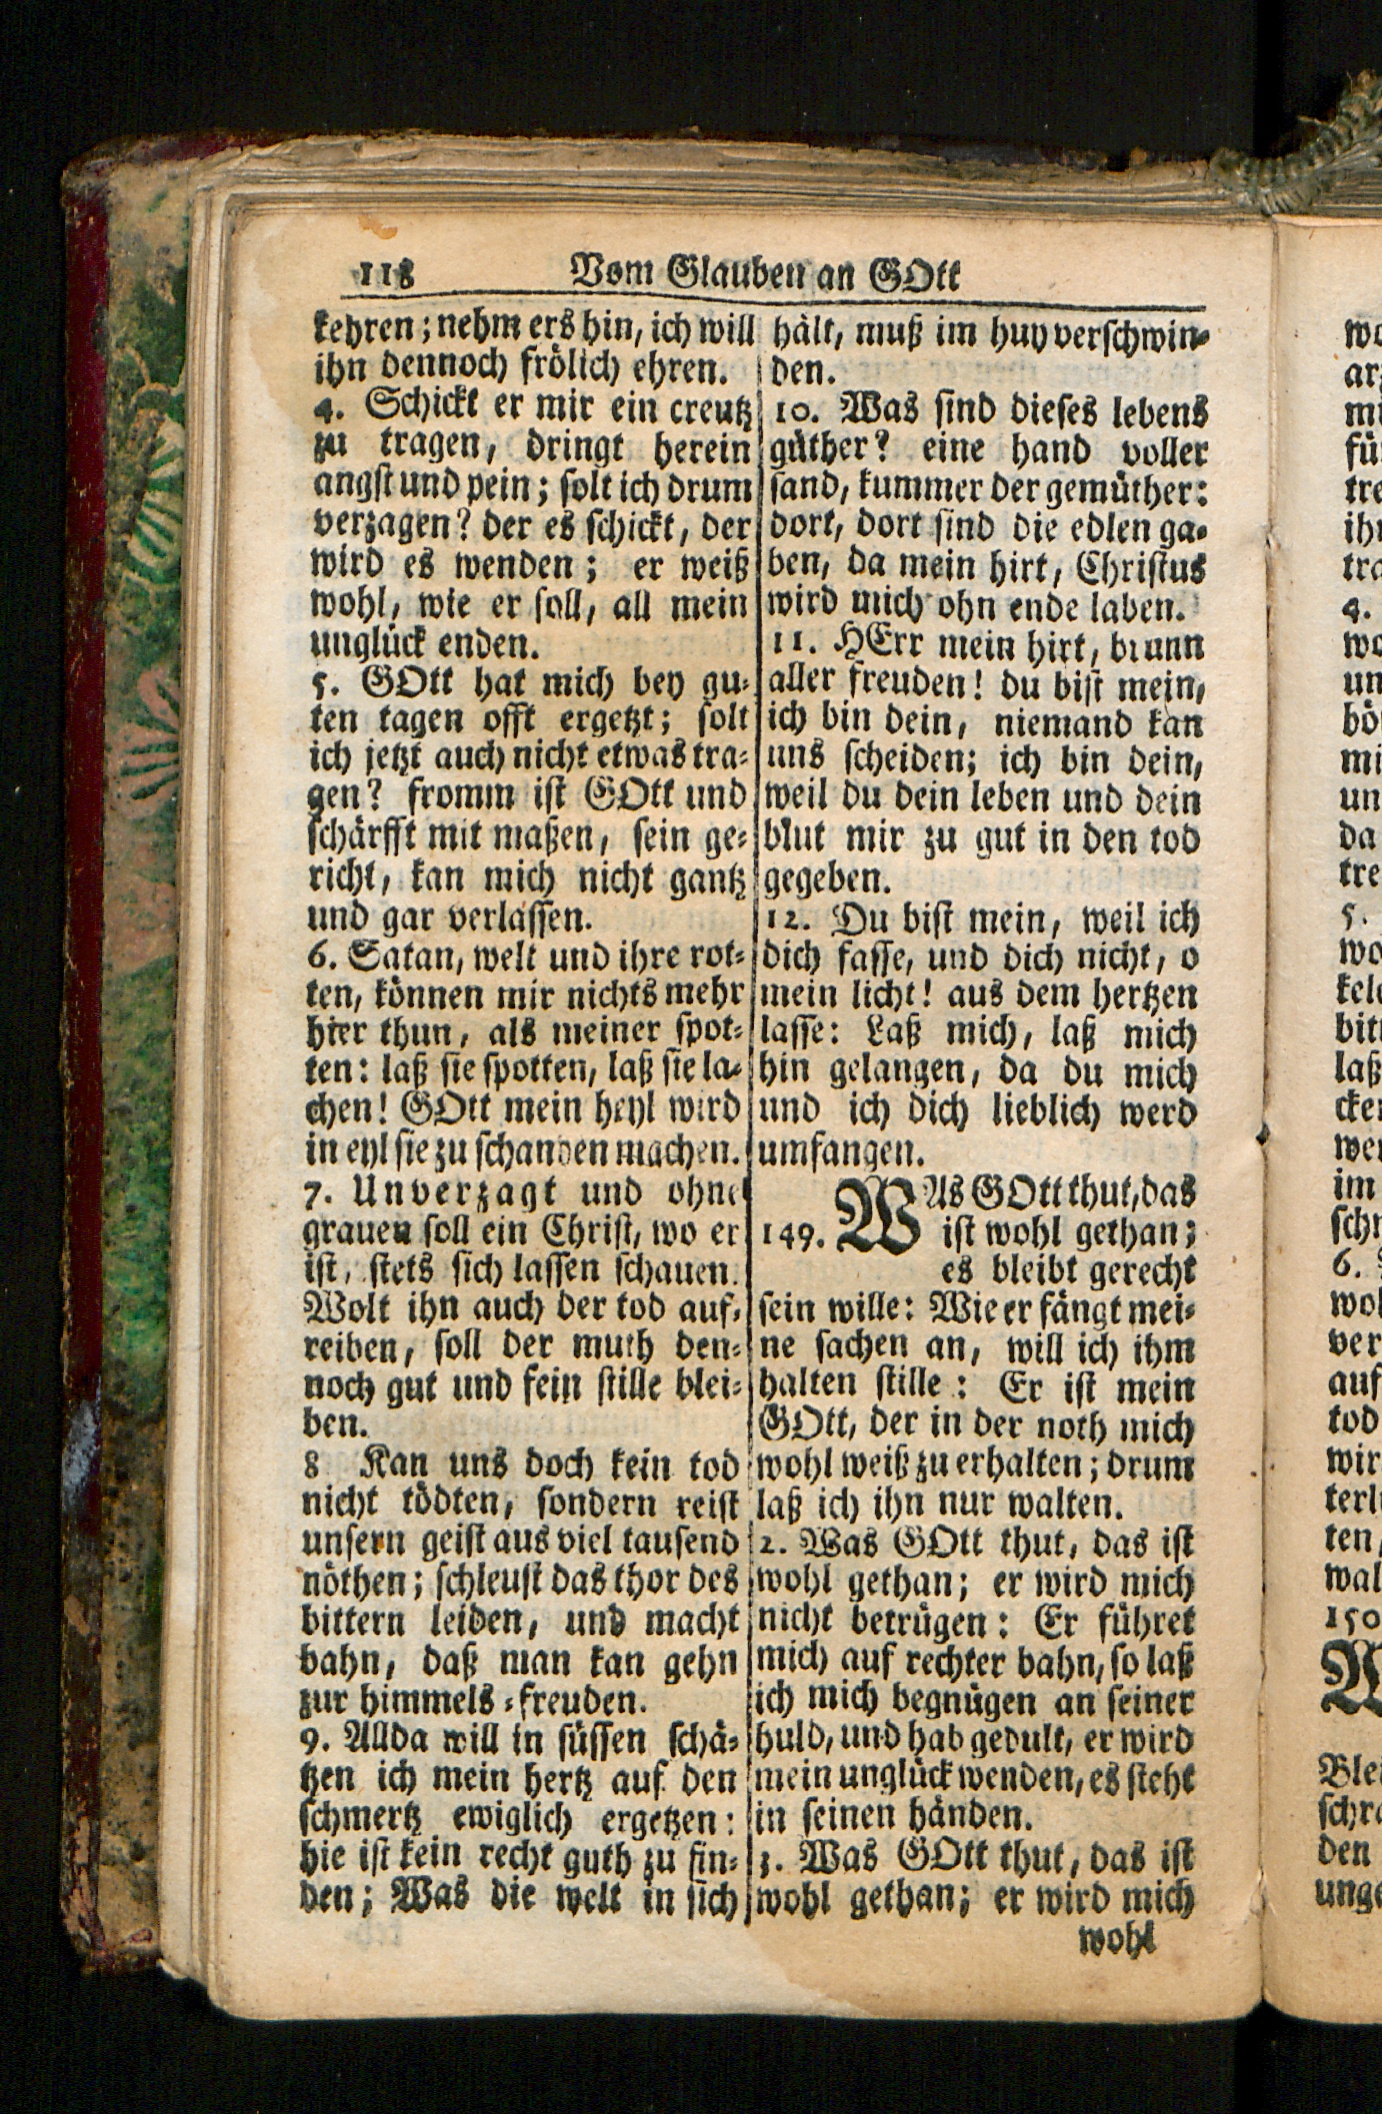 118 Vom Glauben an GOtt
kehren; nehm ers hin, ich will
ihn dennoch frölich ehren.
4. Schickt er mir ein creutz
zu tragen, dringt herein
angst und pein; solt ich drum
verzagen? der es schickt, der
wird es wenden; er weiß
wohl, wie er soll, all mein
unglück enden.
5. GOtt hat mich bey gu-
ten tagen offt ergetzt; solt
ich jetzt auch nicht etwas tra-
gen? fromm ist GOtt und
schärfft mit maßen, sein ge-
richt, kan mich nicht gantz
und gar verlassen.
6. Satan, welt und ihre rot-
ten, können mir nichts mehr
hier thun, als meiner spot-
ten: laß sie spotten, laß sie la-
chen! GOtt mein heyl wird
in eyl sie zu schanden machen.
7. Unverzagt und ohne
grauen soll ein Christ, wo er
ist, stets sich lassen schauen.
Wolt ihn auch der tod auf-
reiben, soll der muth den-
noch gut und fein stille blei-
ben.
8 Kan uns doch kein tod
nicht tödten, sondern reist
unsern geist aus viel tausend
nöthen; schleust das thor des
bittern leiden, und macht
bahn, daß man kan gehn
zur himmels-freuden.
9. Allda will in süssen schä-
tzen ich mein hertz auf den
schmertz ewiglich ergetzen:
hie ist kein recht guth zu fin-
den; Was die welt in sich
hält, muß im huy verschwin-
den.
10. Was sind dieses lebens
güther? eine hand voller
sand, kummer der gemüther:
dort, dort sind die edlen ga-
ben, da mein hirt, Christus
wird mich ohn ende laben.
11. HErr mein hirt, brunn
aller freuden! du bist mein,
ich bin dein, niemand kan
uns scheiden; ich bin dein,
weil du dein leben und dein
blut mir zu gut in den tod
gegeben.
12. Du bist mein, weil ich
dich fasse, und dich nicht, o
mein licht! aus dem hertzen
lasse: Laß mich, laß mich
hin gelangen, da du mich
und ich dich lieblich werd
umfangen.
149. WAs GOtt thut, das
ist wohl gethan;
es bleibt gerecht
sein wille: Wie er fängt mei-
ne sachen an, will ich ihm
halten stille: Er ist mein
GOtt, der in der noth mich
wohl weiß zu erhalten; drum
laß ich ihn nur walten.
2. Was GOtt thut, das ist
wohl gethan; er wird mich
nicht betrügen: Er führet
mich auf rechter bahn, so laß
ich mich begnügen an seiner
huld, und hab gedult, er wird
mein unglück wenden, es steht
in seinen händen.
3. Was GOtt thut, das ist
wohl gethan; er wird mich
wohl